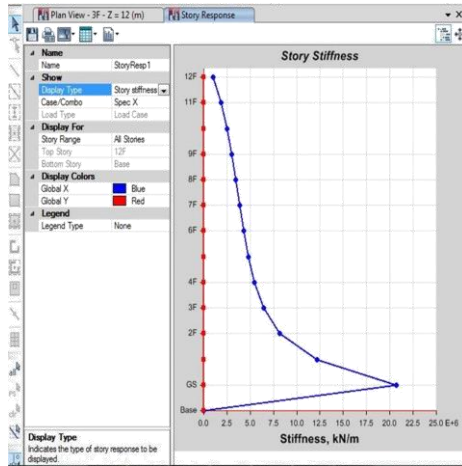 Plan View - 3F - Z = 12 (m)
Story Response
Name
Name StoryResp1
Show
Display Type Story stiffness
Case/Combo Spec X
Load Type Load Case
Display For
Story Range All Stories
Top Story 12F
Bottom Story Base
Display Colors
Global X Blue
Global Y Red
Legend
Legend Type None
Display Type
Indicates the type of story response to be
displayed.
Story Stiffness
12F
11F
9F
8F
7F
6F
4F
3F
2F
GS
Base
0.0 2.5 5.0 7.5 10.0 12.5 15.0 17.5 20.0 22.5 25.0 E+6
Stiffness, kN/m